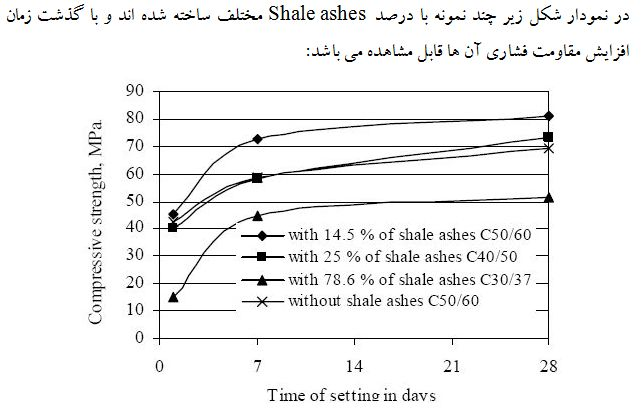 در نمودار شکل زیر چند نمونه با درصد Shale ashes مختلف ساخته شده اند و با گذشت زمان
افزایش مقاومت فشاری آن ها قابل مشاهده می باشد:
Compressive strength, MPa
90
80
70
60
50
40
30
20
10
0
with 14.5 % of shale ashes C50/60
with 25 % of shale ashes C40/50
with 78.6 % of shale ashes C30/37
without shale ashes C50/60
0 7 14 21 28
Time of setting in days